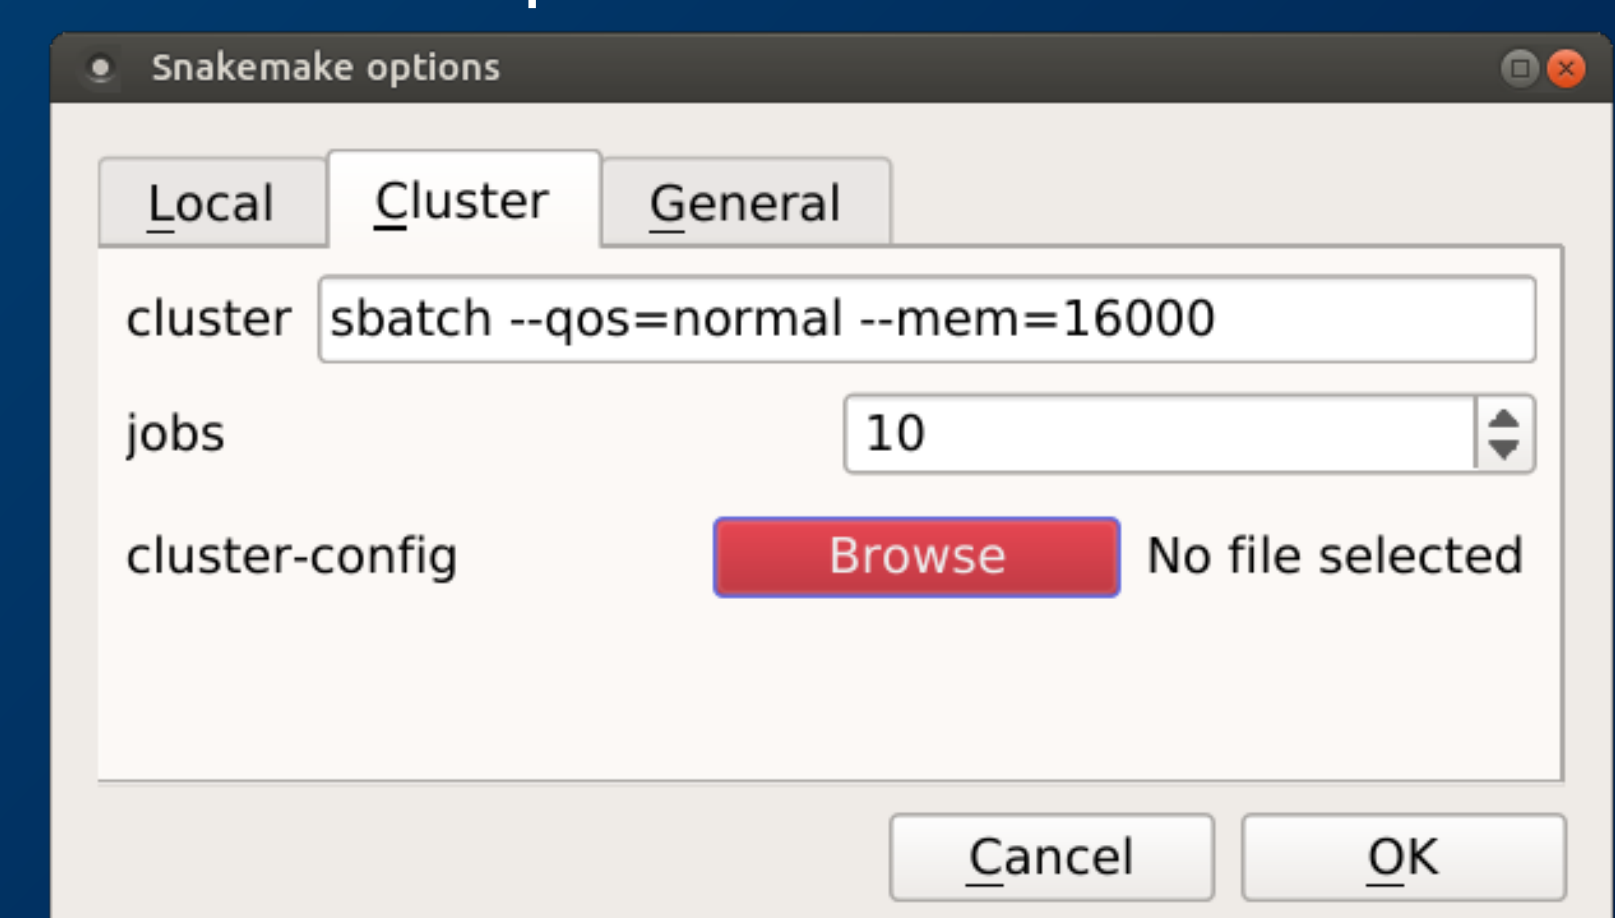 Snakemake options
Local Cluster General
cluster sbatch --qos=normal --mem=16000
jobs 10
cluster-config Browse No file selected
Cancel OK